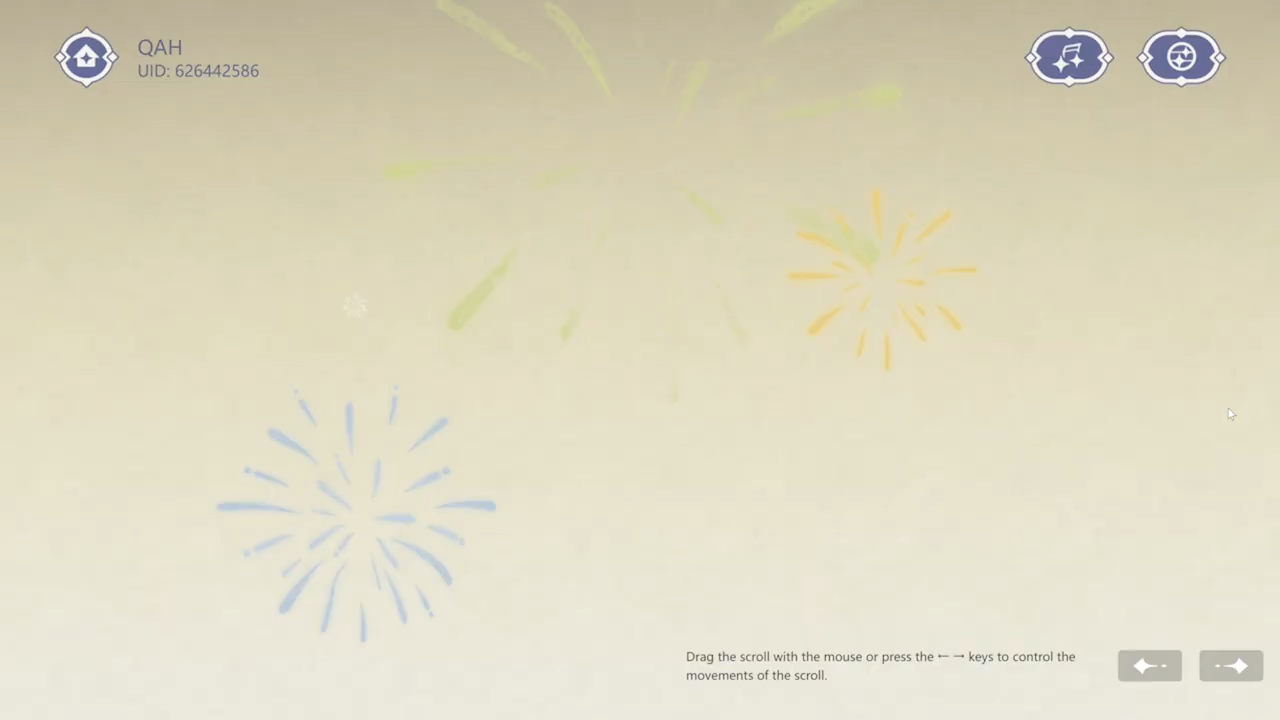 QAH
UID: 626442586
Drag the scroll with the mouse or press the ← → keys to control the
movements of the scroll.